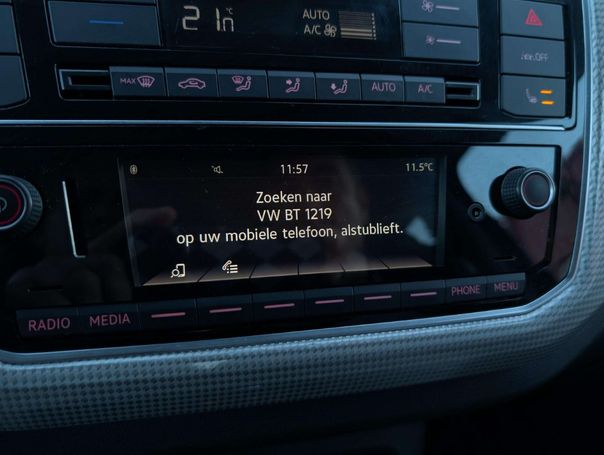 21.0 °C
AUTO
A/C
OFF
MAX
AUTO
A/C
11:57
11.5°C
Zoeken naar
VW BT 1219
op uw mobiele telefoon, alstublieft.
RADIO
MEDIA
PHONE
MENU